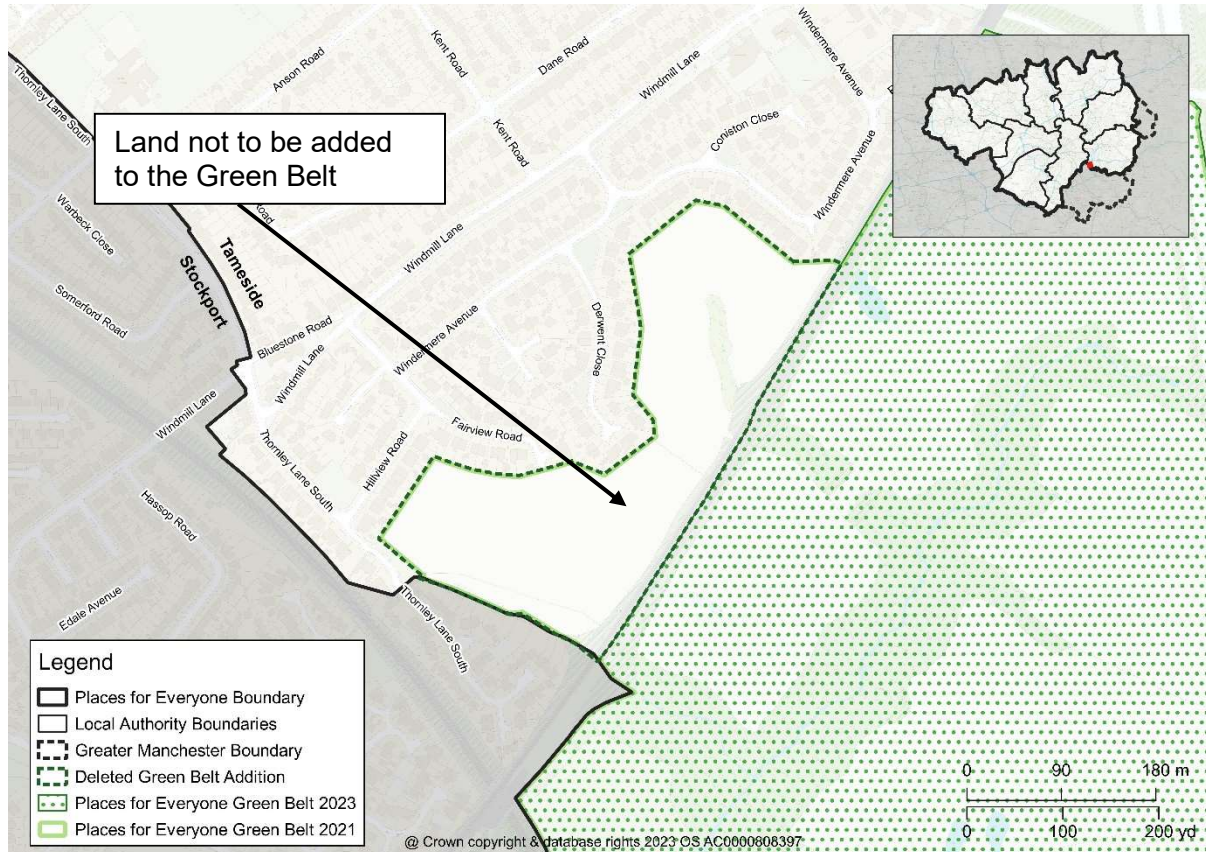 Thornley Lane South
Anson Road
Kent Road
Dane Road
Windmill Lane
Windermere Avenue
Land not to be added
to the Green Belt
Kent Road
Coniston Close
Windermere Avenue
Road
Warbeck Close
Tameside
Stockport
Windmill Lane
Somerford Road
Bluestone Road
Windermere Avenue
Derwent Close
Windmill Lane
Windmill Lane
Fairview Road
Thornley Lane South
Hillview Road
Hassop Road
Edale Avenue
Thornley Lane South
Legend
Places for Everyone Boundary
Local Authority Boundaries
Greater Manchester Boundary
Deleted Green Belt Addition
Places for Everyone Green Belt 2023
Places for Everyone Green Belt 2021
0 90 180 m
0 100 200 yd
@ Crown copyright & database rights 2023 OS AC0000808397